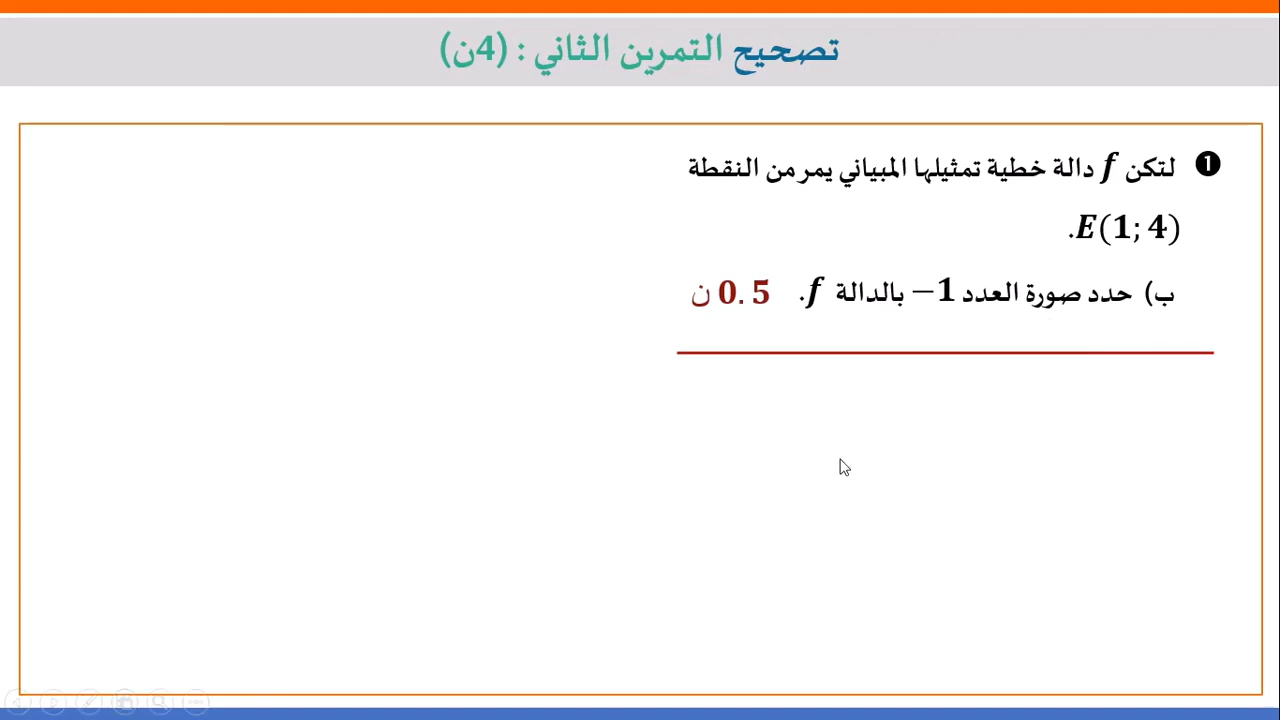 تصحيح التمرين الثاني : (4ن)
❶ لتكن f دالة خطية تمثيلها المبياني يمر من النقطة
E(1; 4).
ب) حدد صورة العدد −1 بالدالة f. 0.5 ن